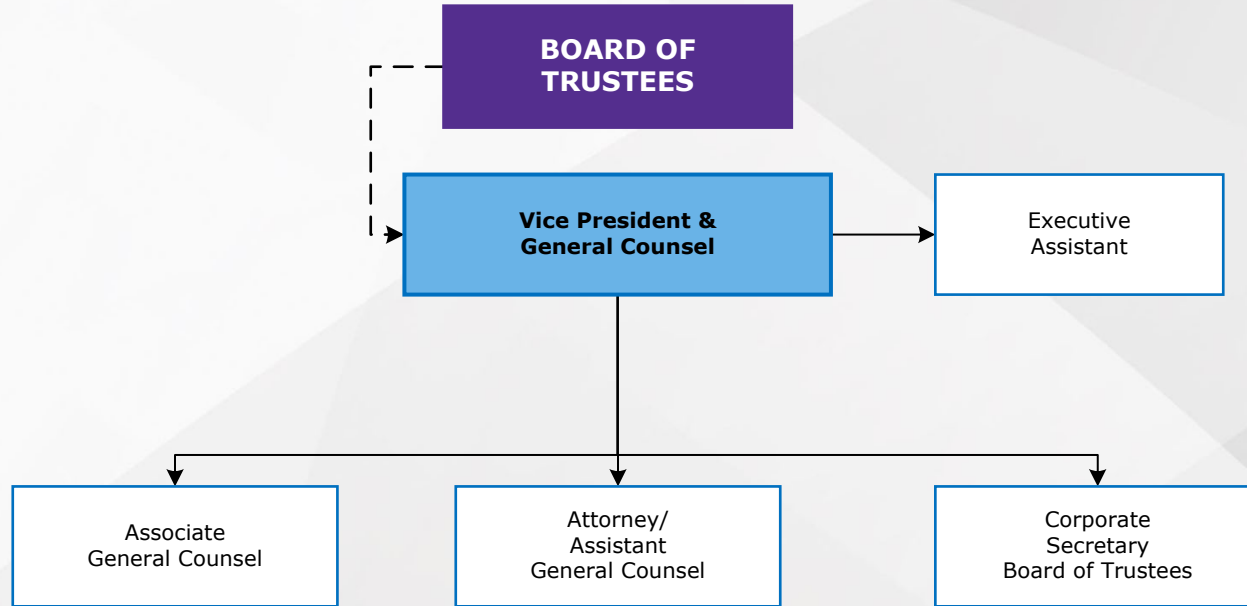 BOARD OF
TRUSTEES
Vice President &
General Counsel
Executive
Assistant
Associate
General Counsel
Attorney/
Assistant
General Counsel
Corporate
Secretary
Board of Trustees